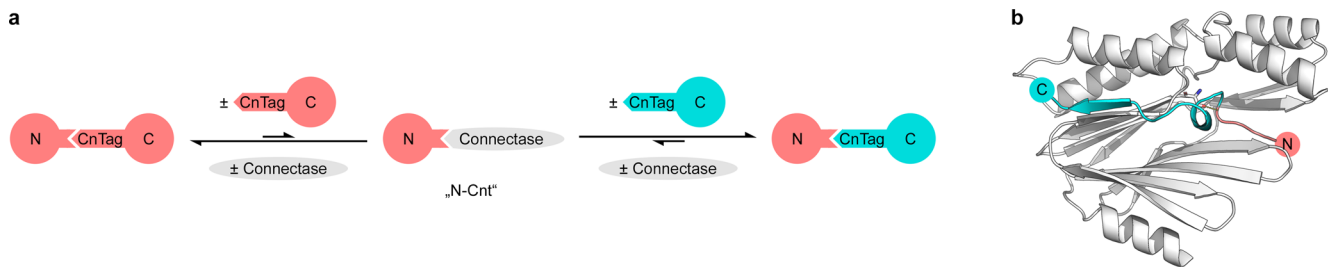 a
b
± CnTag C
± CnTag C
N CnTag C
N Connectase
N CnTag C
± Connectase
± Connectase
„N-Cnt“
C
N